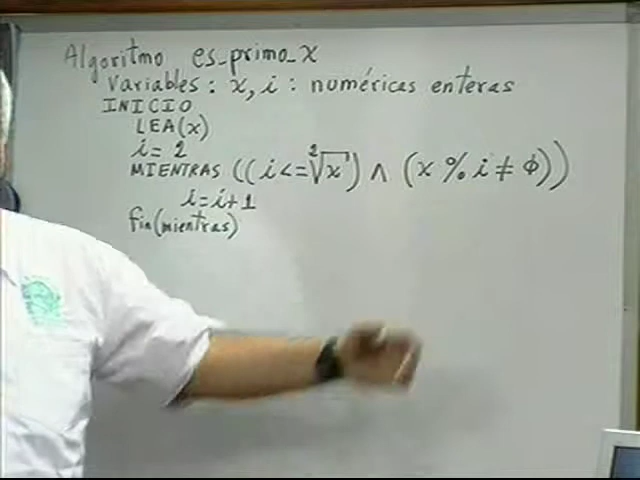 Algoritmo es_primo_x
Variables: x, i : numéricas enteras
INICIO
LEA(x)
i = 2
MIENTRAS ((i <= ²√x) ∧ (x % i ≠ φ))
i = i + 1
fin(mientras)